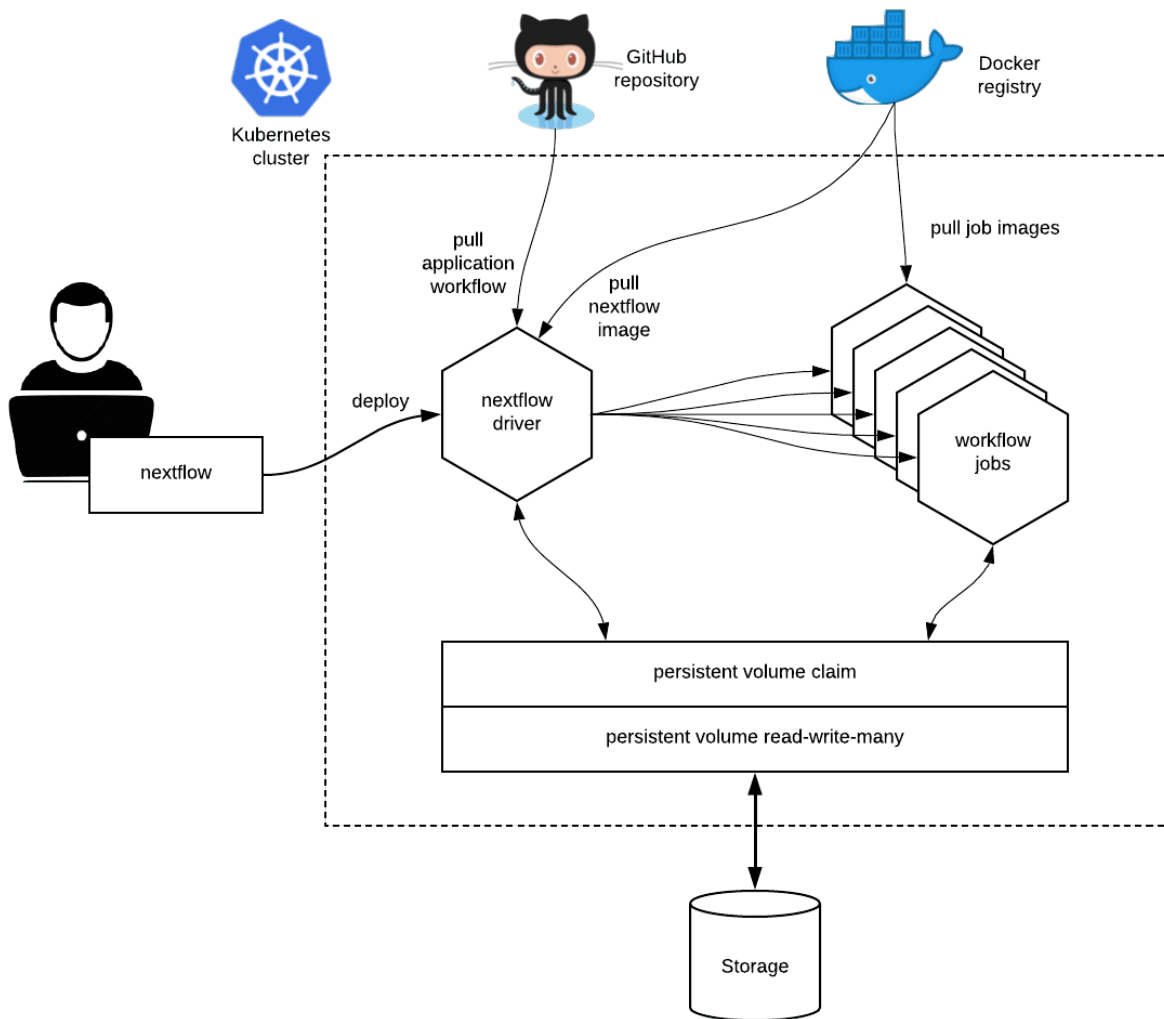 Kubernetes
cluster
GitHub
repository
Docker
registry
pull
application
workflow
pull
nextflow
image
pull job images
deploy
nextflow
nextflow
driver
workflow
jobs
persistent volume claim
persistent volume read-write-many
Storage